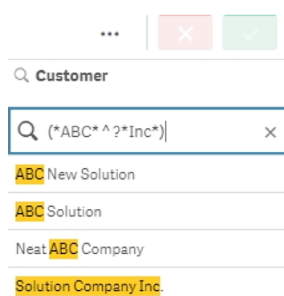 ...
Customer
(*ABC* ^ ?*Inc*)
ABC New Solution
ABC Solution
Neat ABC Company
Solution Company Inc.